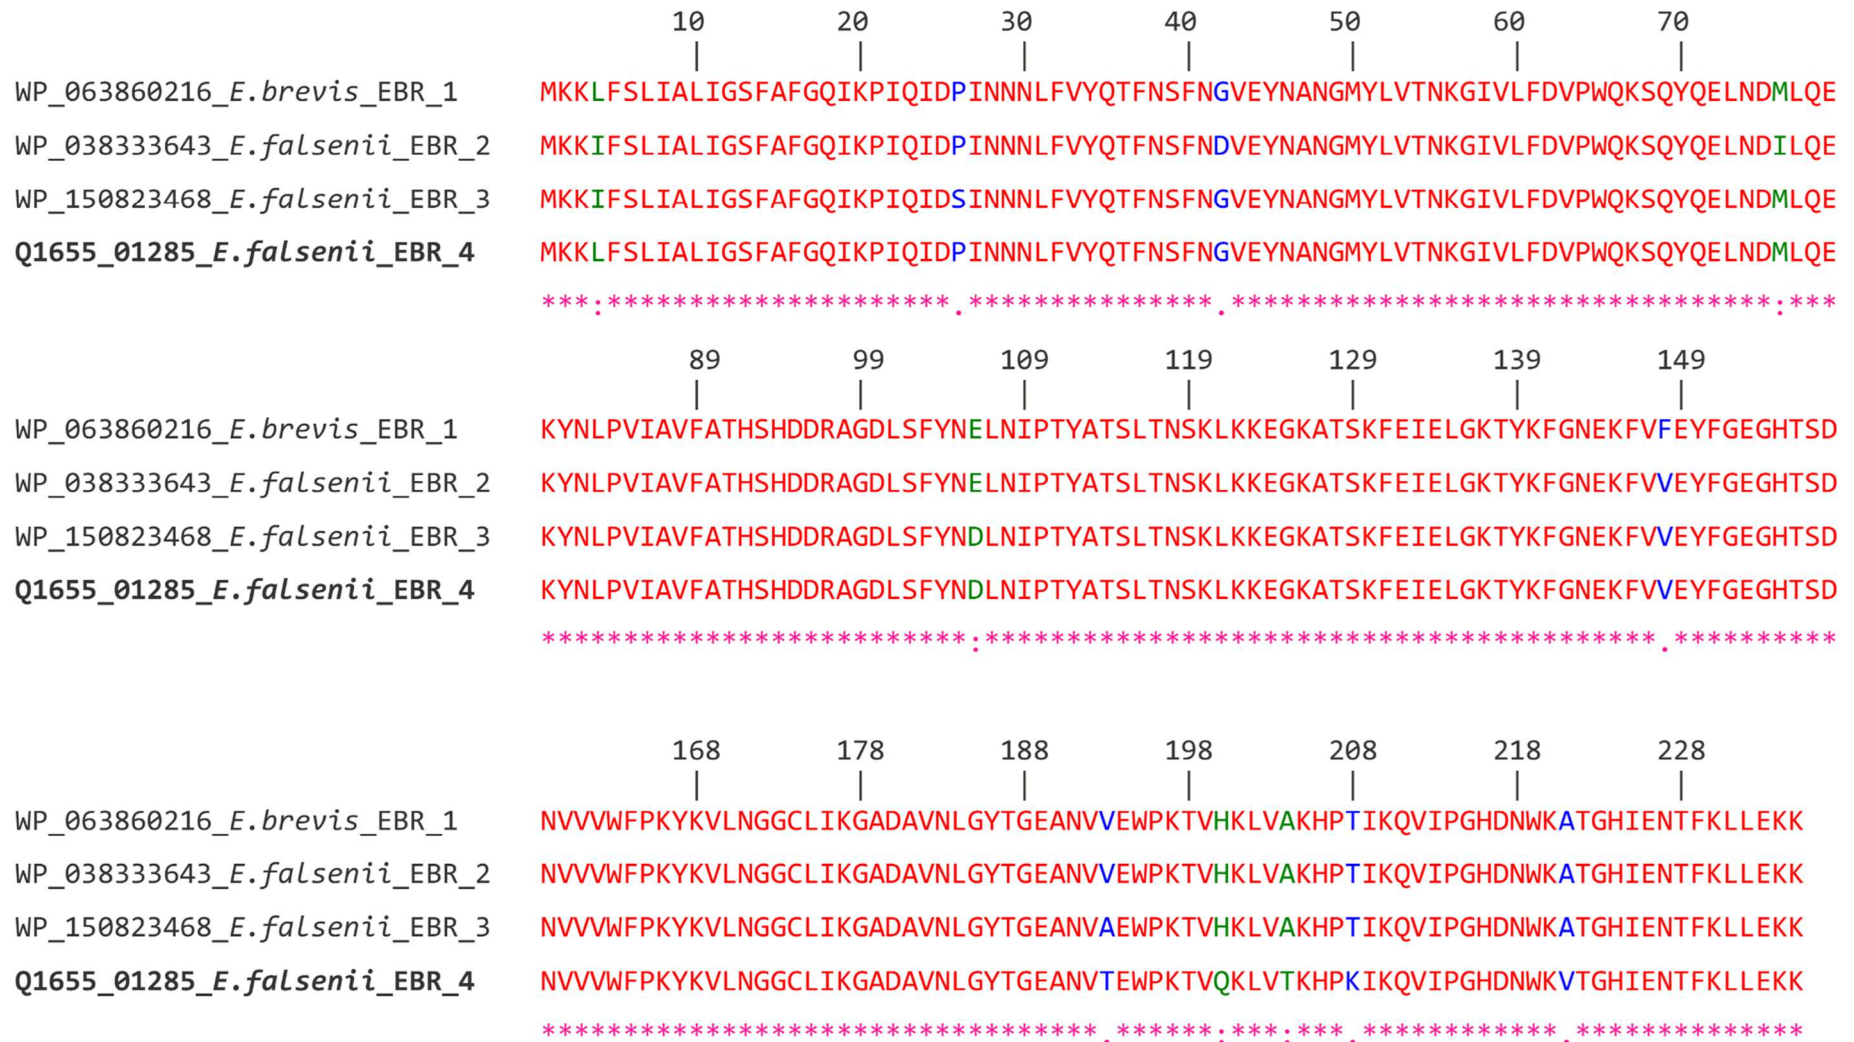 10 20 30 40 50 60 70
| | | | | | |
WP_063860216_E.brevis_EBR_1 MKKLFSLIALIGSFAFGQIKPIQIDPINNNLFVYQTFNSFNGVEYNANGMYLVTNKGIVLFDVPWQKSQYQELNDMLQE
WP_038333643_E.falsenii_EBR_2 MKKIFSLIALIGSFAFGQIKPIQIDPINNNLFVYQTFNSFNDVEYNANGMYLVTNKGIVLFDVPWQKSQYQELNDILQE
WP_150823468_E.falsenii_EBR_3 MKKIFSLIALIGSFAFGQIKPIQIDSINNNLFVYQTFNSFNGVEYNANGMYLVTNKGIVLFDVPWQKSQYQELNDMLQE
Q1655_01285_E.falsenii_EBR_4 MKKLFSLIALIGSFAFGQIKPIQIDPINNNLFVYQTFNSFNGVEYNANGMYLVTNKGIVLFDVPWQKSQYQELNDMLQE
***:*********************.***************.*********************************:***
89 99 109 119 129 139 149
| | | | | | |
WP_063860216_E.brevis_EBR_1 KYNLPVIAVFATHSHDDRAGDLSFYNELNIPTYATSLTNSKLKKEGKATSKFEIELGKTYKFGNEKFVFEYFGEGHTSD
WP_038333643_E.falsenii_EBR_2 KYNLPVIAVFATHSHDDRAGDLSFYNELNIPTYATSLTNSKLKKEGKATSKFEIELGKTYKFGNEKFVVEYFGEGHTSD
WP_150823468_E.falsenii_EBR_3 KYNLPVIAVFATHSHDDRAGDLSFYNDLNIPTYATSLTNSKLKKEGKATSKFEIELGKTYKFGNEKFVVEYFGEGHTSD
Q1655_01285_E.falsenii_EBR_4 KYNLPVIAVFATHSHDDRAGDLSFYNDLNIPTYATSLTNSKLKKEGKATSKFEIELGKTYKFGNEKFVVEYFGEGHTSD
**************************:*****************************************.**********
168 178 188 198 208 218 228
| | | | | | |
WP_063860216_E.brevis_EBR_1 NVVVWFPKYKVLNGGCLIKGADAVNLGYTGEANVVEWPKTVHKLVAKHPTIKQVIPGHDNWKATGHIENTFKLLEKK
WP_038333643_E.falsenii_EBR_2 NVVVWFPKYKVLNGGCLIKGADAVNLGYTGEANVVEWPKTVHKLVAKHPTIKQVIPGHDNWKATGHIENTFKLLEKK
WP_150823468_E.falsenii_EBR_3 NVVVWFPKYKVLNGGCLIKGADAVNLGYTGEANVAEWPKTVHKLVAKHPTIKQVIPGHDNWKATGHIENTFKLLEKK
Q1655_01285_E.falsenii_EBR_4 NVVVWFPKYKVLNGGCLIKGADAVNLGYTGEANVTEWPKTVQKLVTKHPKIKQVIPGHDNWKVTGHIENTFKLLEKK
**********************************.******:***:***.************.**************